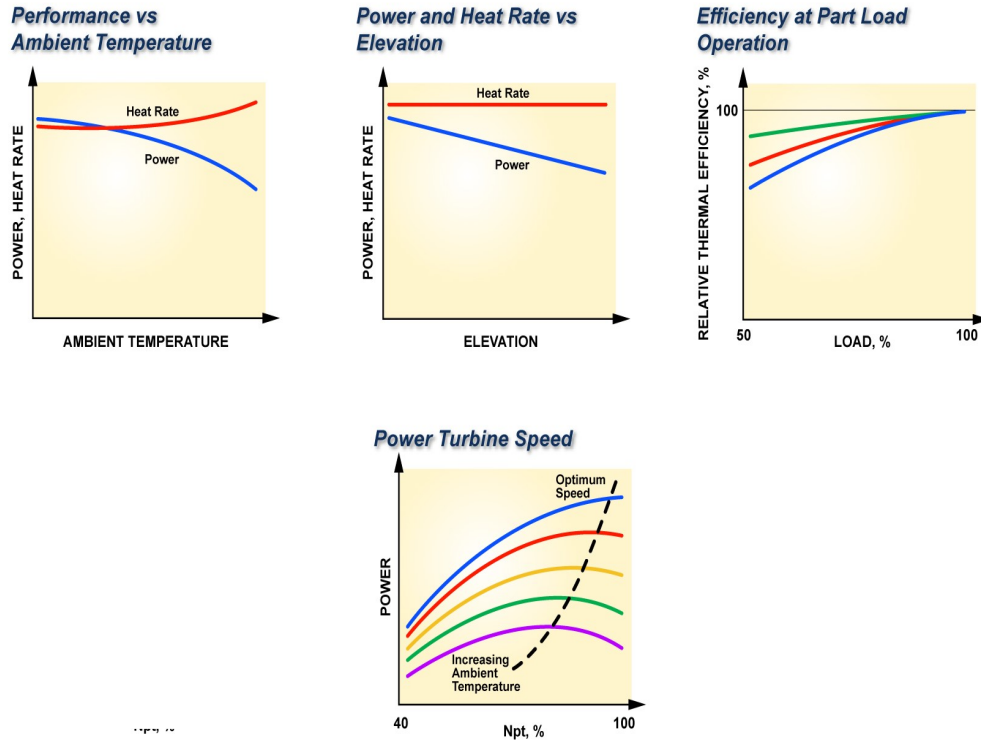 Performance vs
Ambient Temperature
POWER, HEAT RATE
Heat Rate
Power
AMBIENT TEMPERATURE
Power and Heat Rate vs
Elevation
POWER, HEAT RATE
Heat Rate
Power
ELEVATION
Efficiency at Part Load
Operation
RELATIVE THERMAL EFFICIENCY, %
100
50
LOAD, %
100
Power Turbine Speed
POWER
Optimum
Speed
Increasing
Ambient
Temperature
40
Npt, %
100